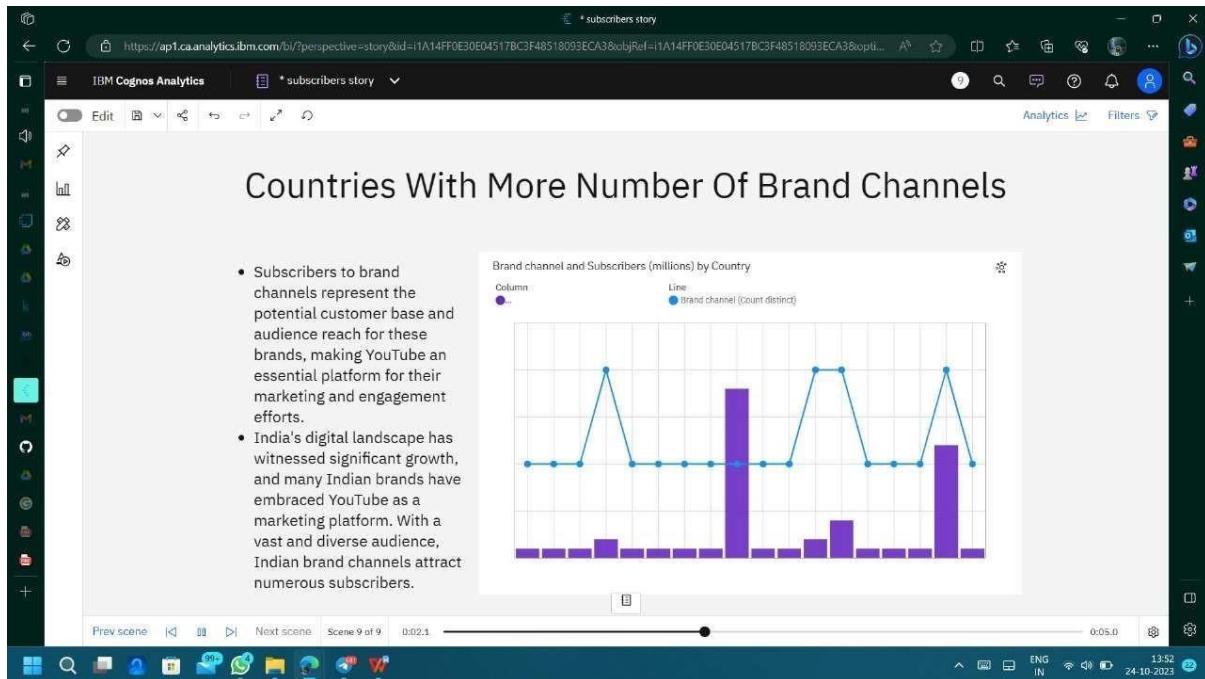 * subscribers story
https://ap1.ca.analytics.ibm.com/bi/?perspective=story&id=i1A14FF0E30E04517BC3F48518093ECA3&objRef=i1A14FF0E30E04517BC3F48518093ECA3&opti...
IBM Cognos Analytics
* subscribers story
9
Edit
Analytics
Filters
Countries With More Number Of Brand Channels
• Subscribers to brand
channels represent the
potential customer base and
audience reach for these
brands, making YouTube an
essential platform for their
marketing and engagement
efforts.
• India's digital landscape has
witnessed significant growth,
and many Indian brands have
embraced YouTube as a
marketing platform. With a
vast and diverse audience,
Indian brand channels attract
numerous subscribers.
Brand channel and Subscribers (millions) by Country
Column
...
Line
Brand channel (Count distinct)
Prev scene
Next scene
Scene 9 of 9
0:02.1
0:05.0
99+
ENG
IN
13:52
24-10-2023
22